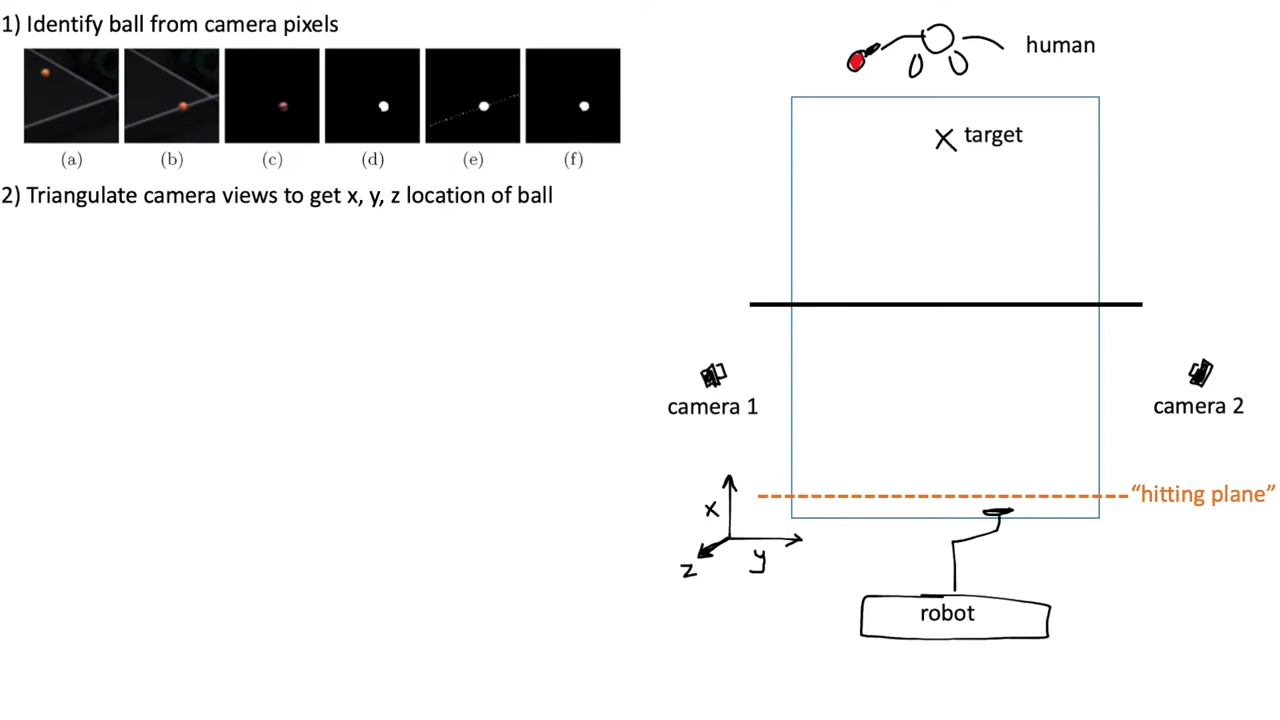 1) Identify ball from camera pixels
(a) (b) (c) (d) (e) (f)
2) Triangulate camera views to get x, y, z location of ball
human
target
camera 1
camera 2
"hitting plane"
x
y
z
robot